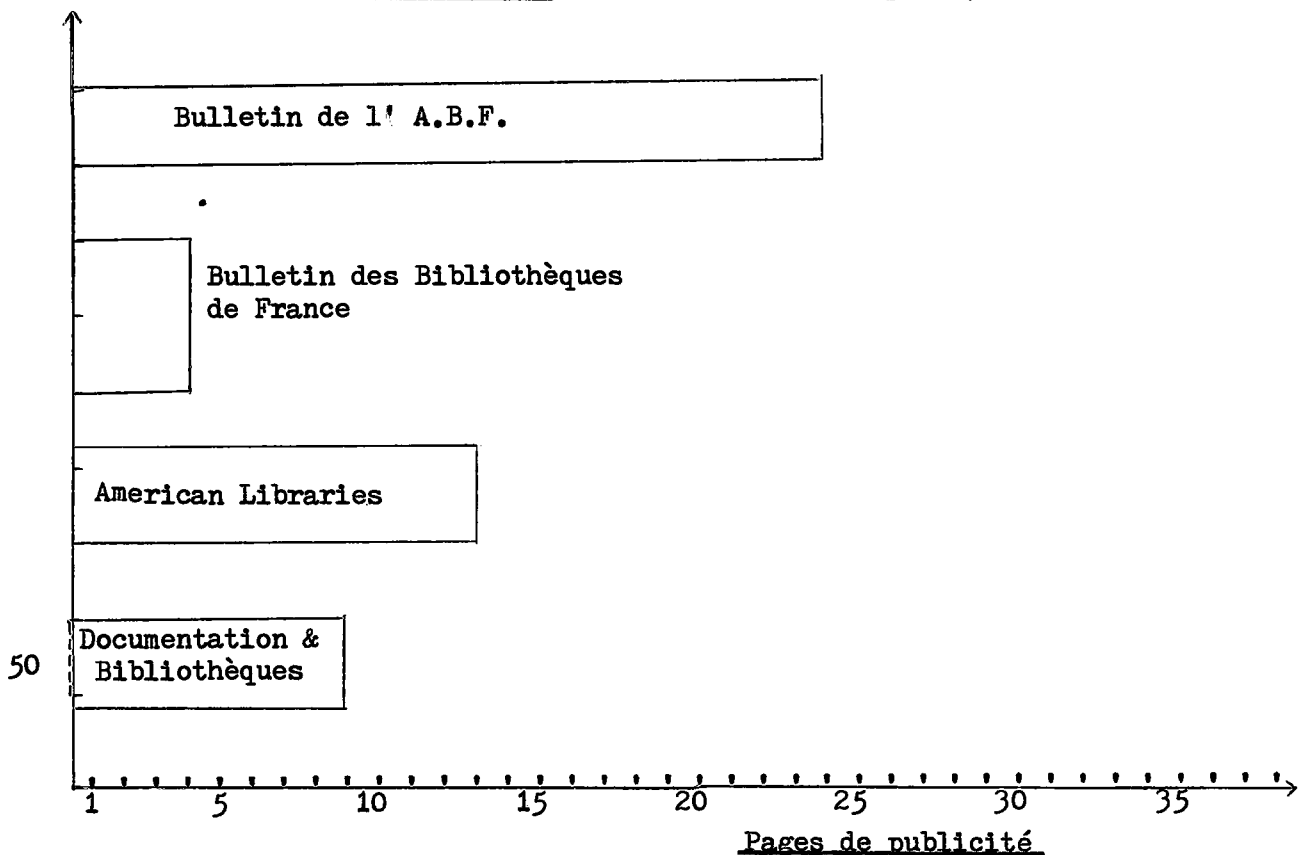 Bulletin de l' A.B.F.
Bulletin des Bibliothèques
de France
American Libraries
Documentation &
Bibliothèques
50
1 5 10 15 20 25 30 35
Pages de publicité